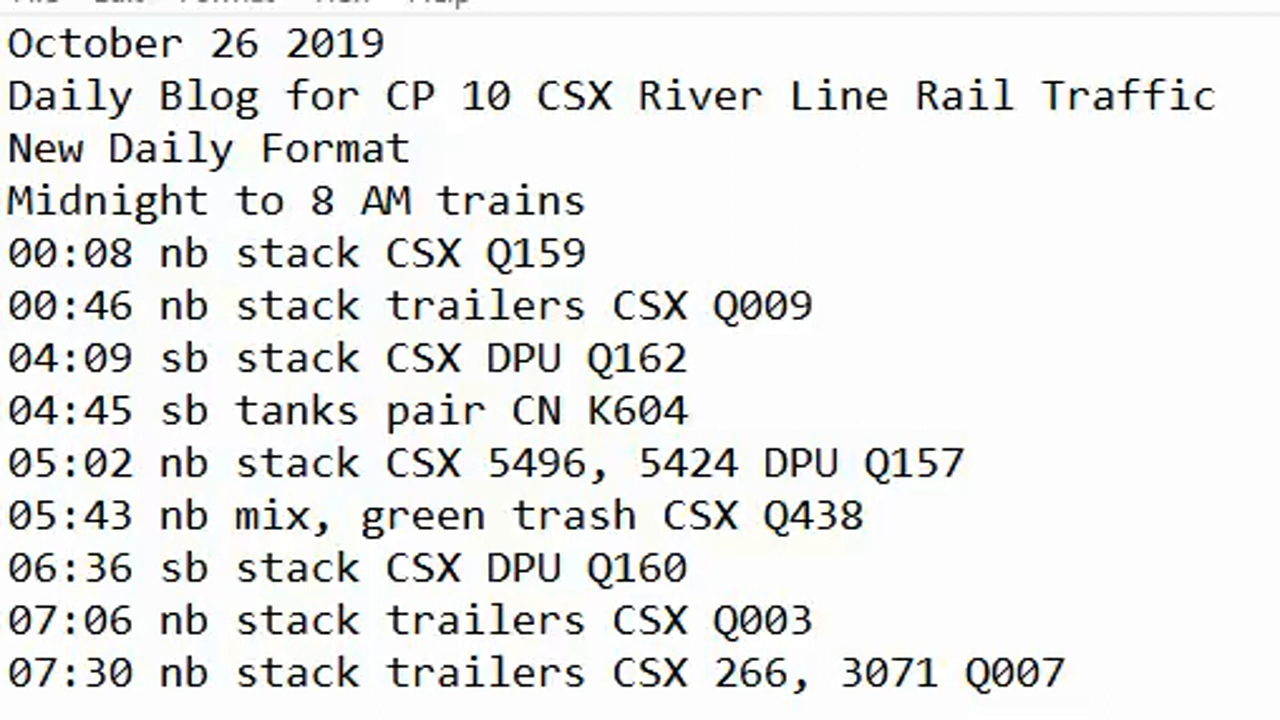 October 26 2019
Daily Blog for CP 10 CSX River Line Rail Traffic
New Daily Format
Midnight to 8 AM trains
00:08 nb stack CSX Q159
00:46 nb stack trailers CSX Q009
04:09 sb stack CSX DPU Q162
04:45 sb tanks pair CN K604
05:02 nb stack CSX 5496, 5424 DPU Q157
05:43 nb mix, green trash CSX Q438
06:36 sb stack CSX DPU Q160
07:06 nb stack trailers CSX Q003
07:30 nb stack trailers CSX 266, 3071 Q007